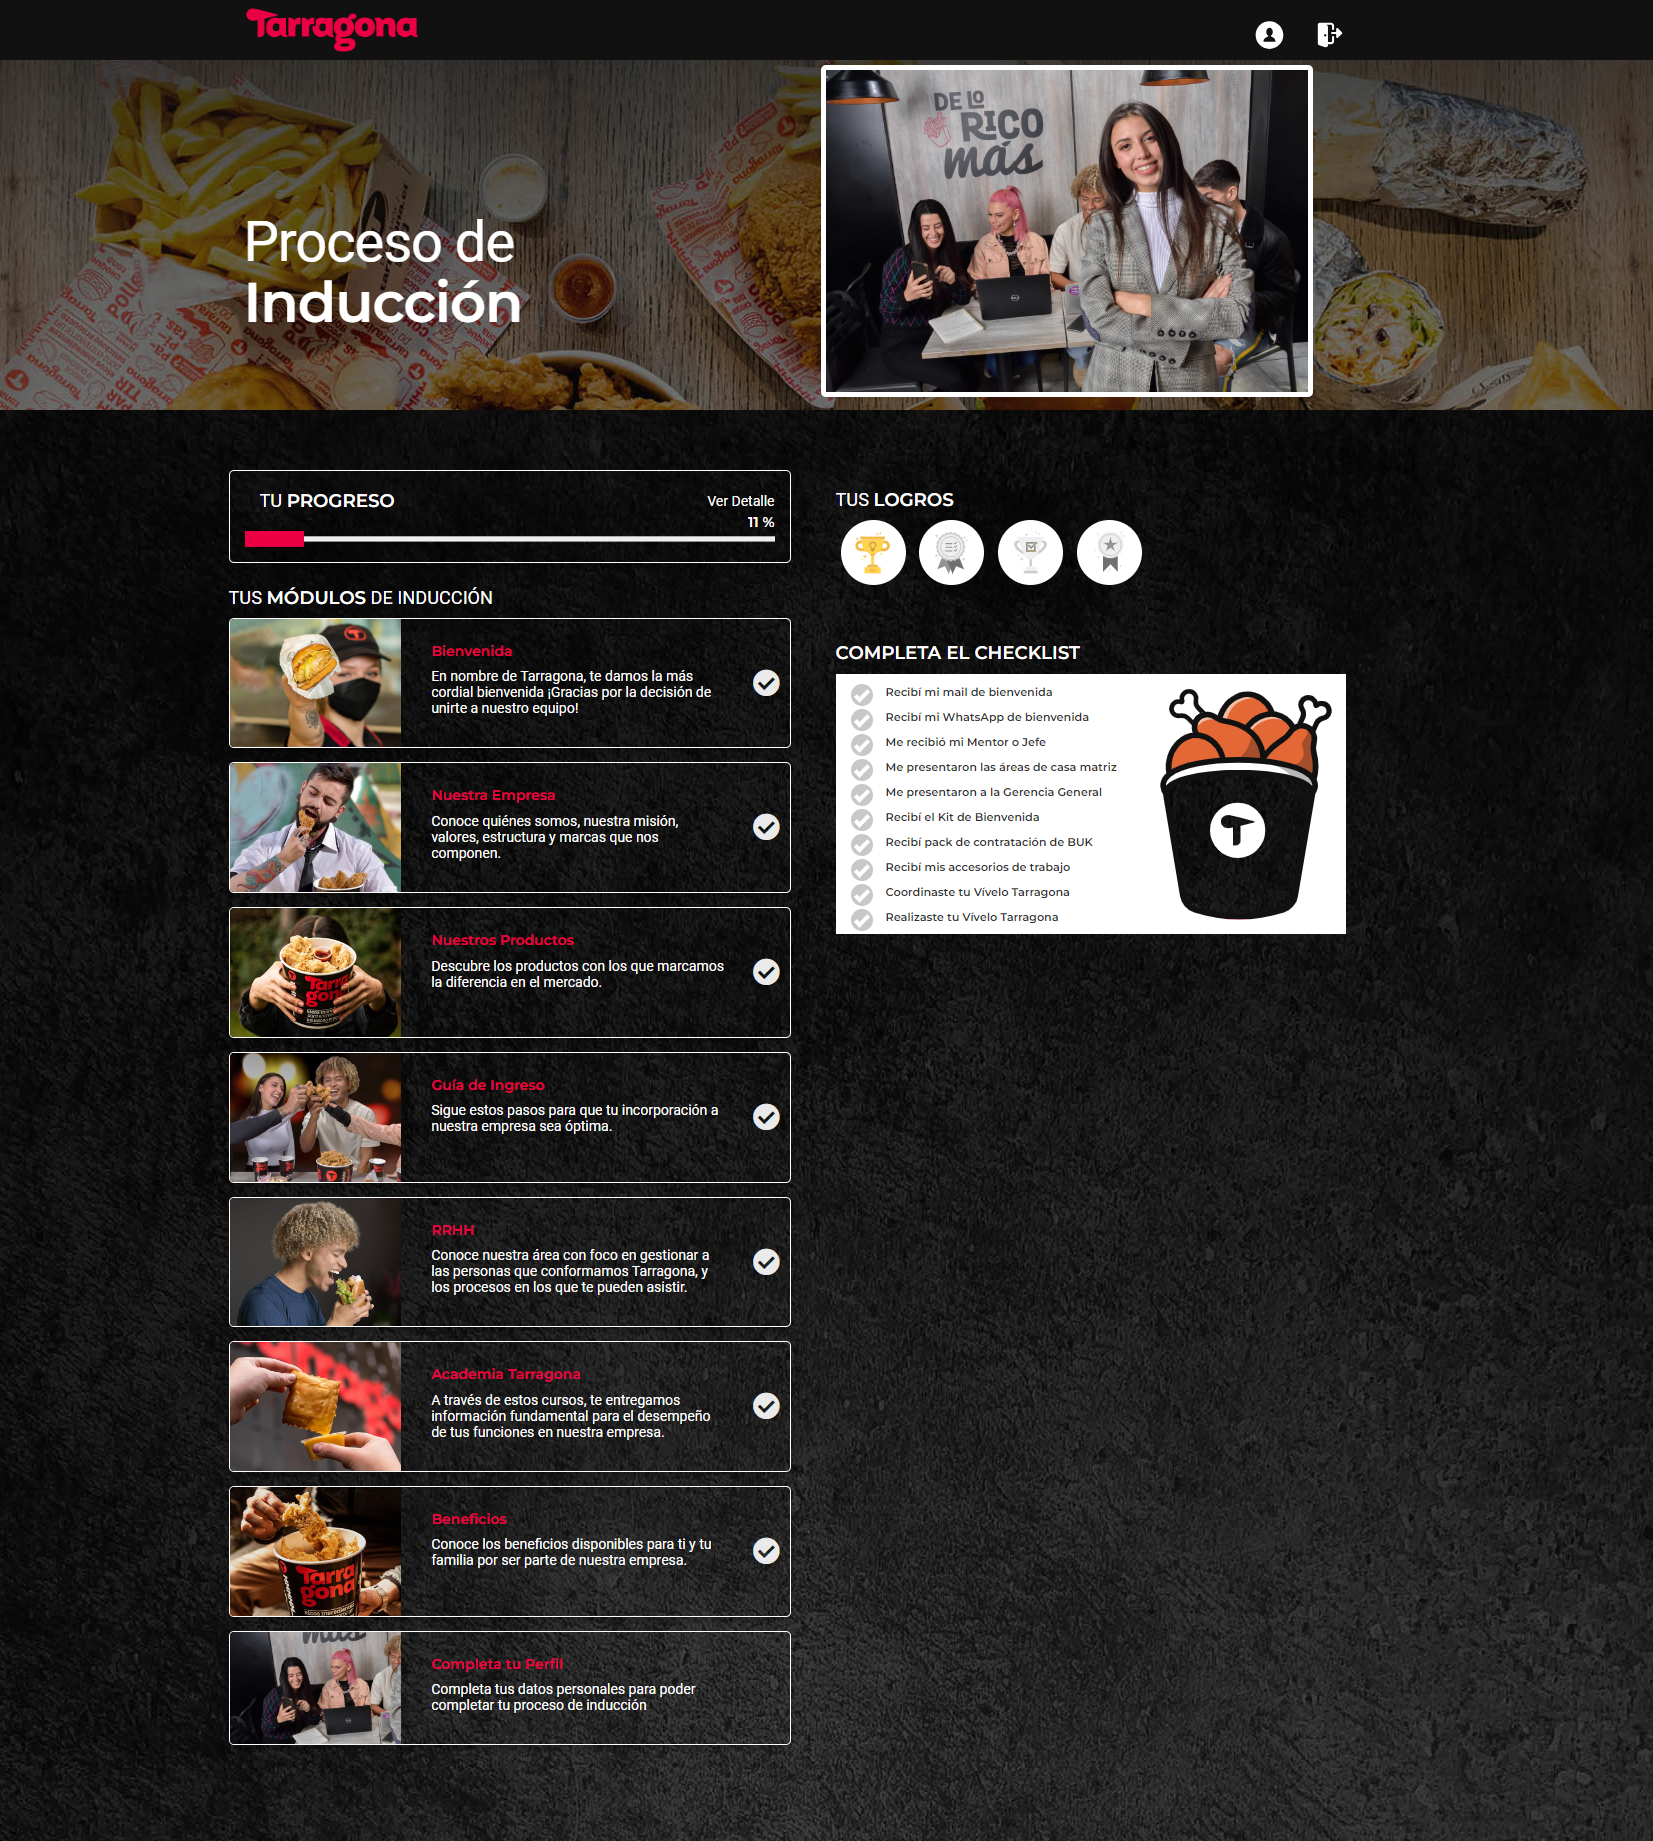 Tarragona
DE LO
RICO
más
Proceso de
Inducción
TU PROGRESO
Ver Detalle
11 %
TUS MÓDULOS DE INDUCCIÓN
Bienvenida
En nombre de Tarragona, te damos la más
cordial bienvenida ¡Gracias por la decisión de
unirte a nuestro equipo!
Nuestra Empresa
Conoce quiénes somos, nuestra misión,
valores, estructura y marcas que nos
componen.
Nuestros Productos
Descubre los productos con los que marcamos
la diferencia en el mercado.
Tarra
gona
Guía de Ingreso
Sigue estos pasos para que tu incorporación a
nuestra empresa sea óptima.
RRHH
Conoce nuestra área con foco en gestionar a
las personas que conformamos Tarragona, y
los procesos en los que te pueden asistir.
Academia Tarragona
A través de estos cursos, te entregamos
información fundamental para el desempeño
de tus funciones en nuestra empresa.
Beneficios
Conoce los beneficios disponibles para ti y tu
familia por ser parte de nuestra empresa.
Tarra
gona
Completa tu Perfil
Completa tus datos personales para poder
completar tu proceso de inducción
más
TUS LOGROS
COMPLETA EL CHECKLIST
Recibí mi mail de bienvenida
Recibí mi WhatsApp de bienvenida
Me recibió mi Mentor o Jefe
Me presentaron las áreas de casa matriz
Me presentaron a la Gerencia General
Recibí el Kit de Bienvenida
Recibí pack de contratación de BUK
Recibí mis accesorios de trabajo
Coordinaste tu Vívelo Tarragona
Realizaste tu Vívelo Tarragona